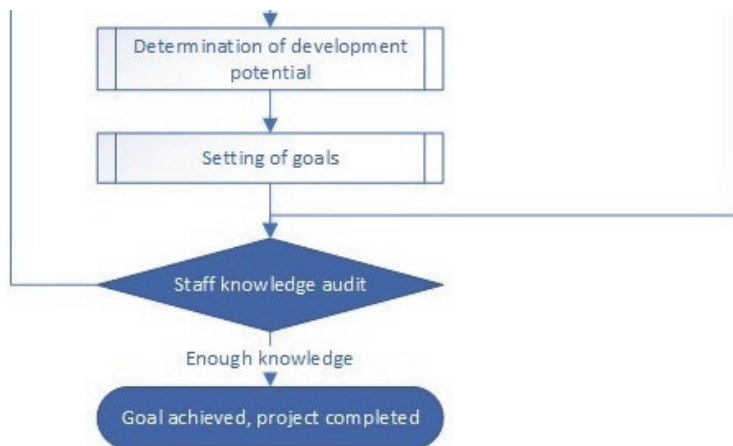 Determination of development
potential
Setting of goals
Staff knowledge audit
Enough knowledge
Goal achieved, project completed